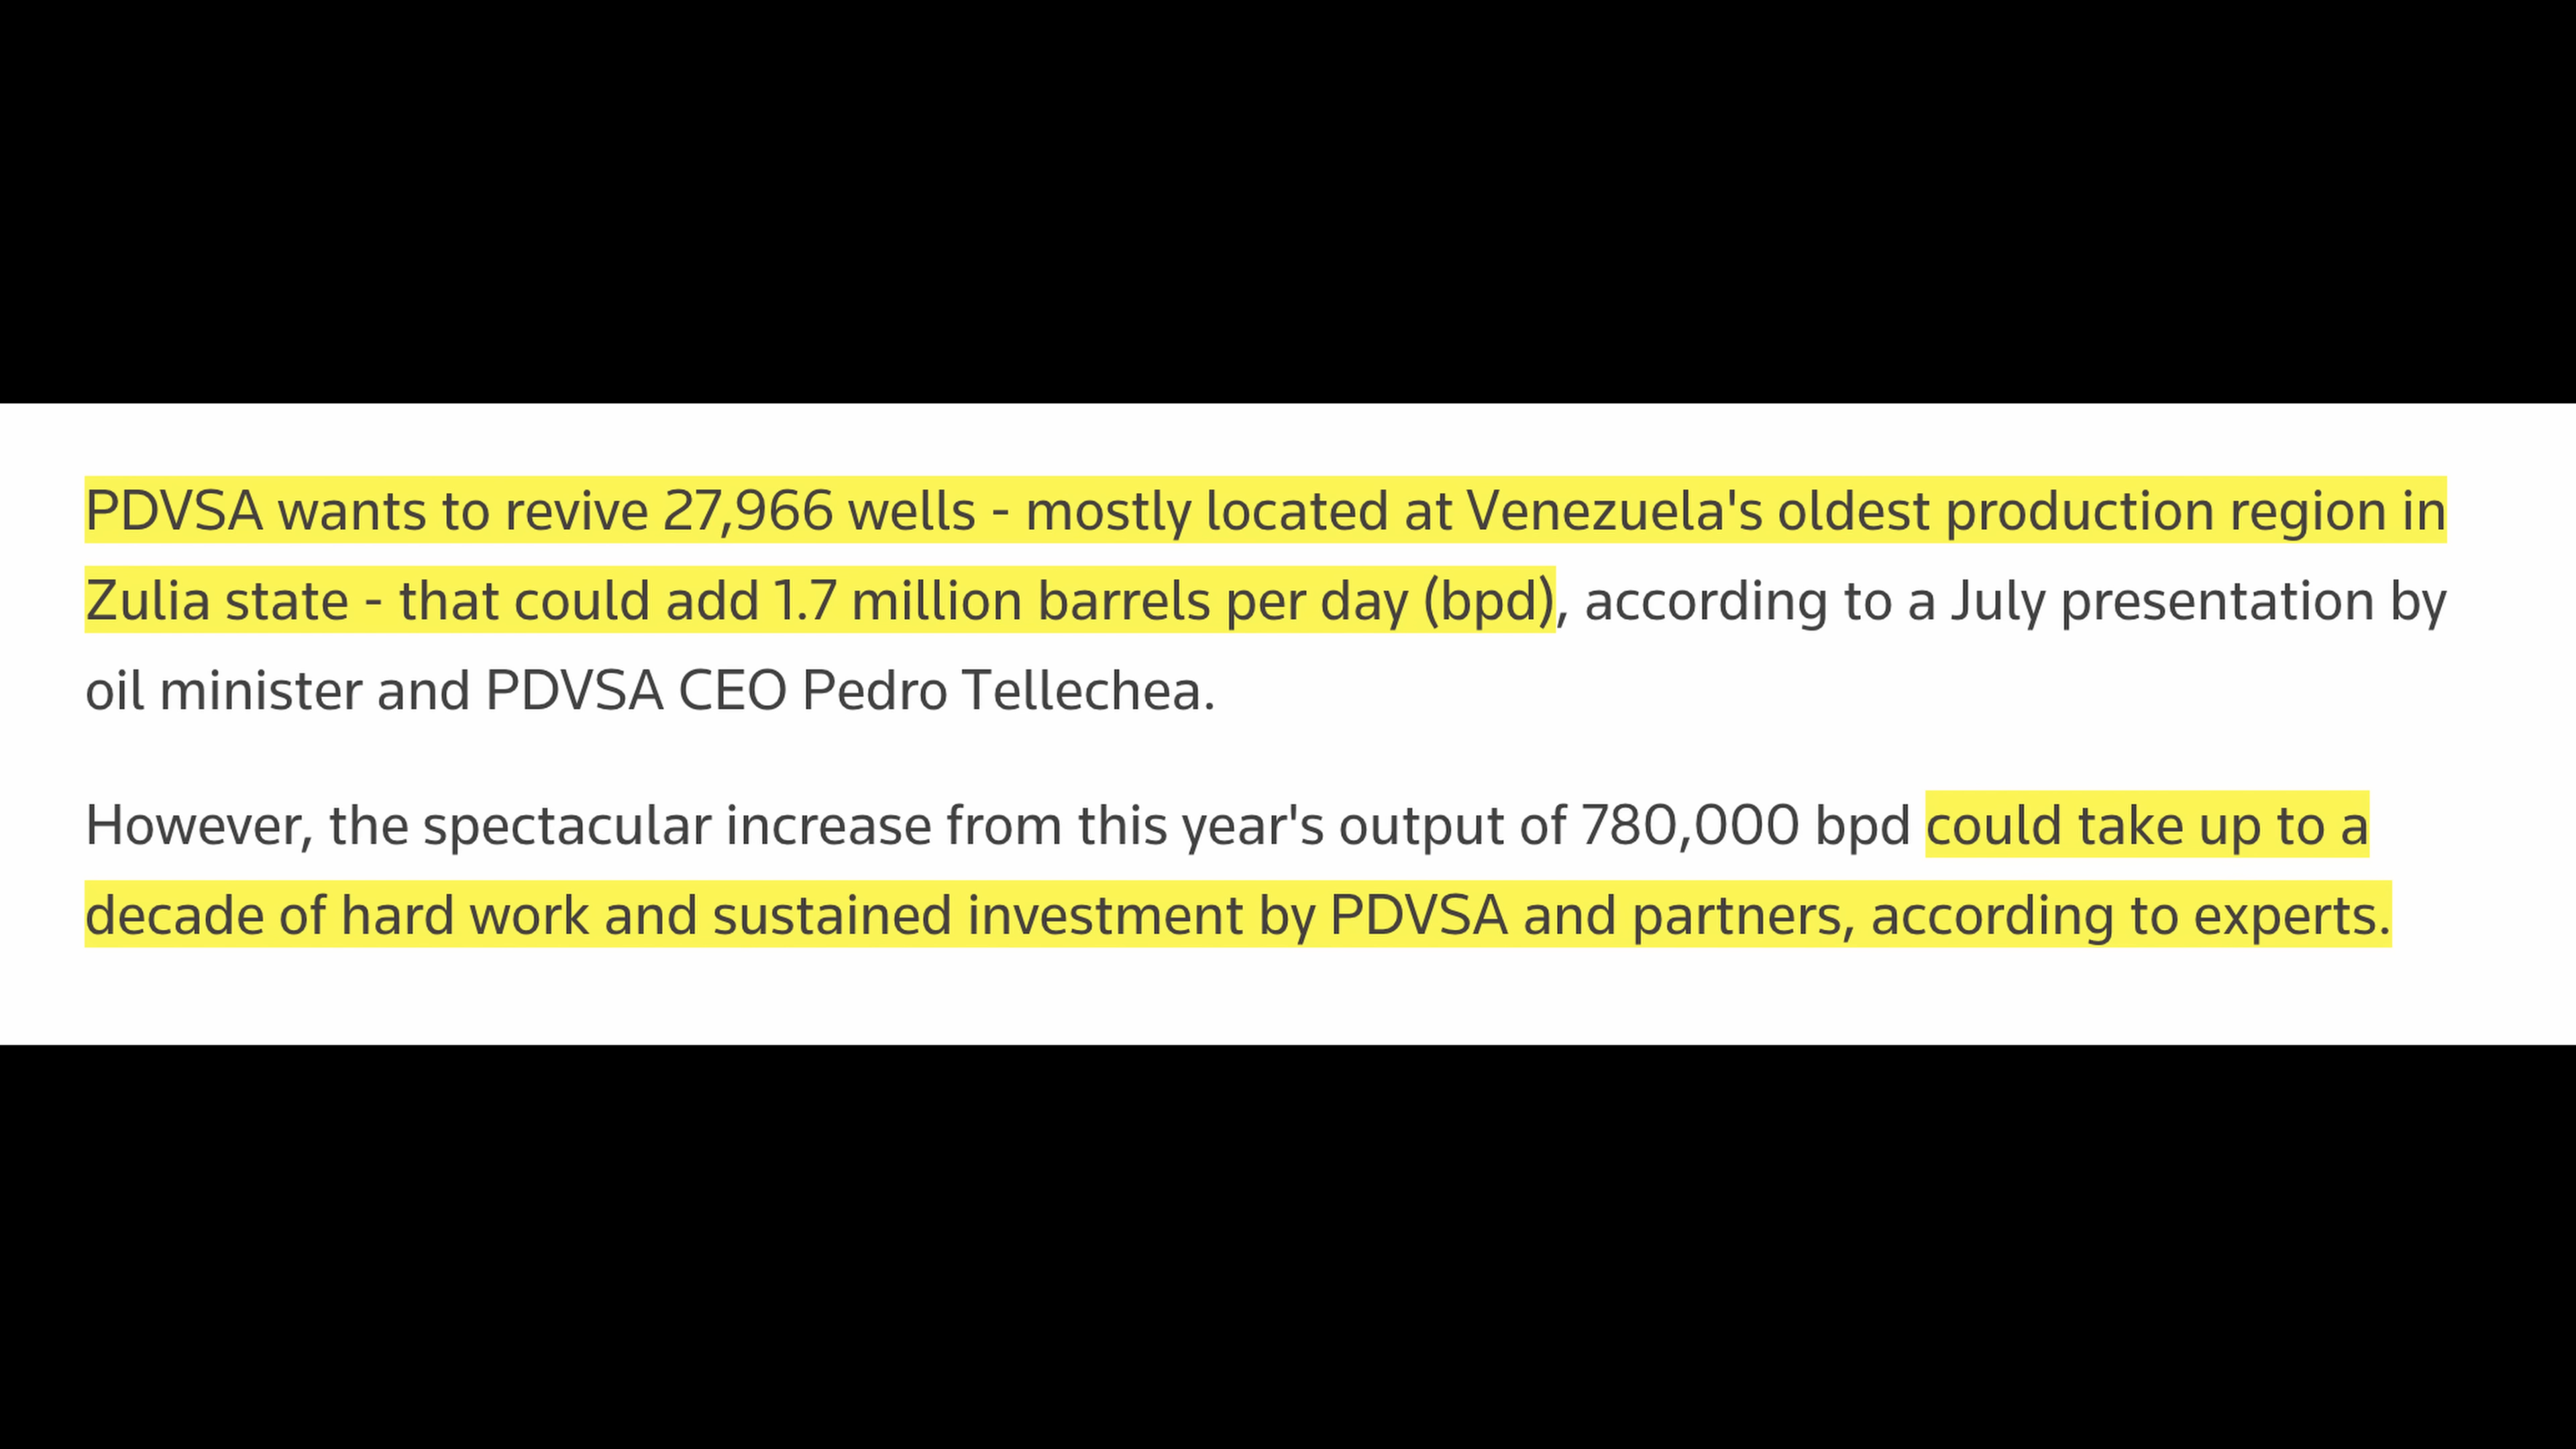 PDVSA wants to revive 27,966 wells - mostly located at Venezuela's oldest production region in
Zulia state - that could add 1.7 million barrels per day (bpd), according to a July presentation by
oil minister and PDVSA CEO Pedro Tellechea.
However, the spectacular increase from this year's output of 780,000 bpd could take up to a
decade of hard work and sustained investment by PDVSA and partners, according to experts.